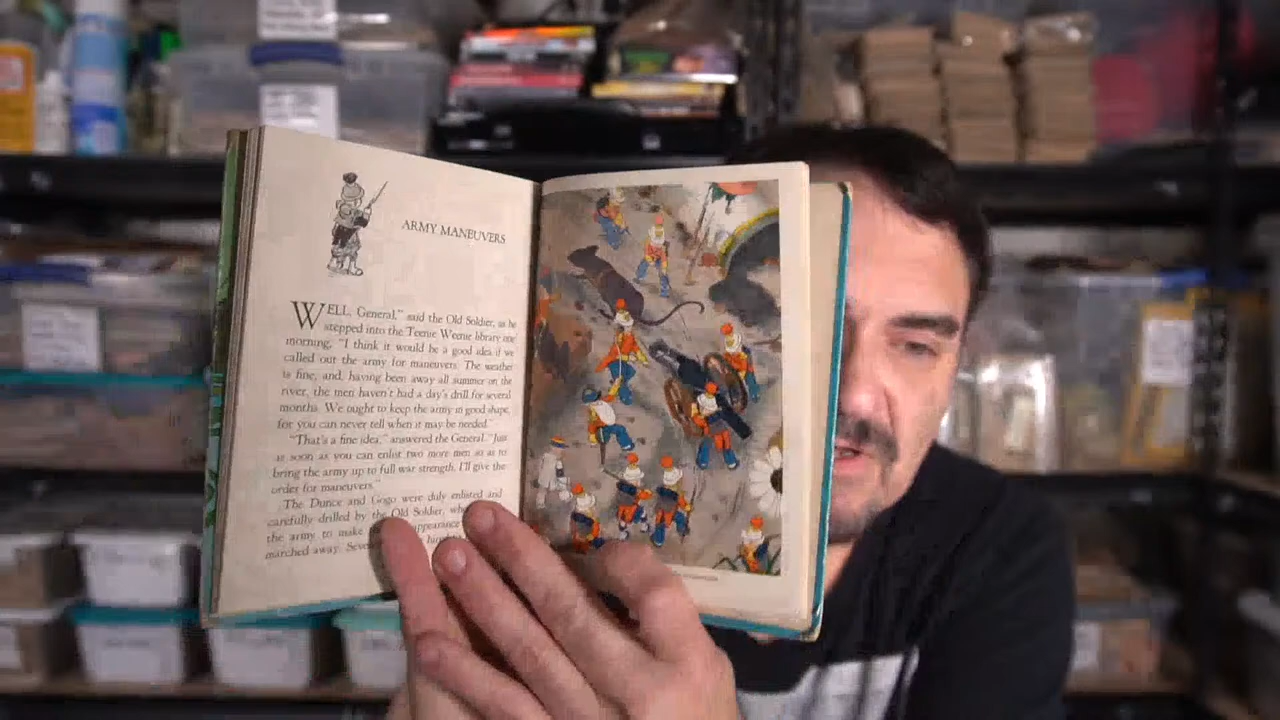 ARMY MANEUVERS
WELL, General," said the Old Soldier, as he
stepped into the Teenie Weenie library one
morning, "I think it would be a good idea if we
called out the army for maneuvers. The weather
is fine, and, having been away all summer on the
river, the men haven't had a day's drill for several
months. We ought to keep the army in good shape,
for you can never tell when it may be needed."
"That's a fine idea," answered the General. "Just
as soon as you can enlist two more men so as to
bring the army up to full war strength, I'll give the
order for maneuvers."
The Dunce and Gogo were duly enlisted and
carefully drilled by the Old Soldier,
the army to make appearance
marched away.